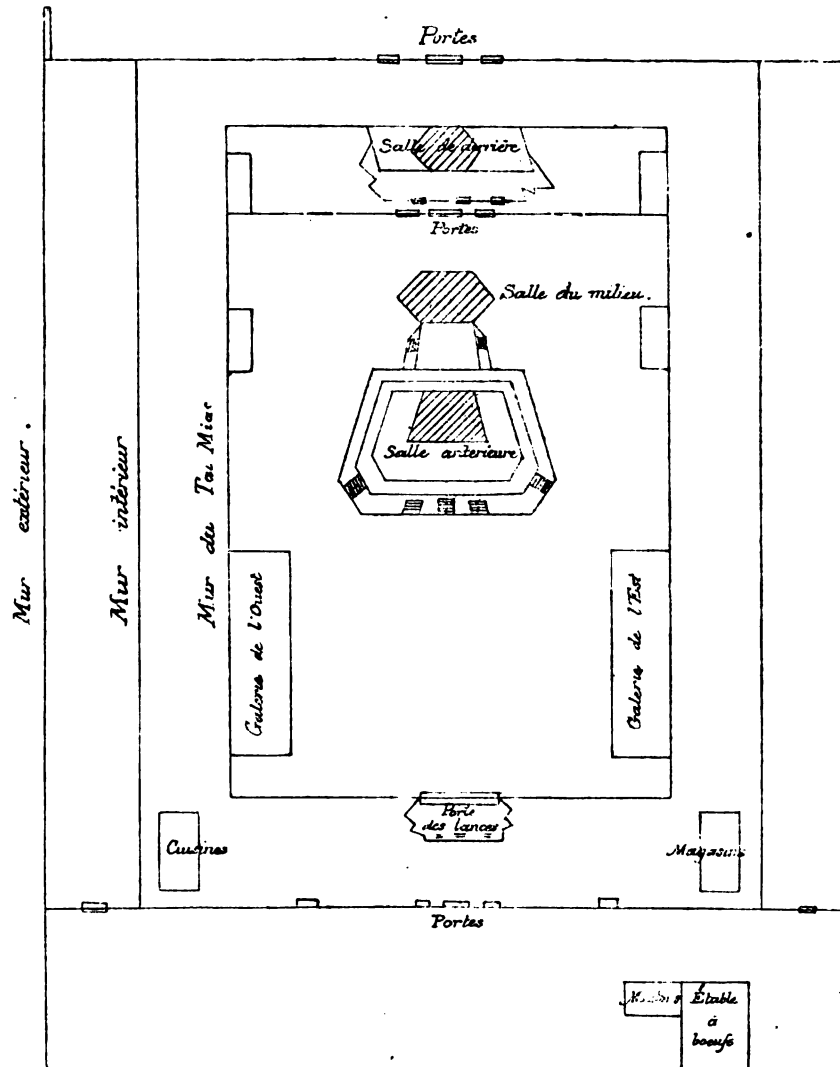 Portes
Salle de derrière
Portes
Salle du milieu.
Salle antérieure
Mur extérieur.
Mur intérieur
Mur du Tai Miao
Galerie de l'Ouest
Galerie de l'Est
Porte
des lances
Cuisines
Magasins
Portes
Étable
à
boeufs